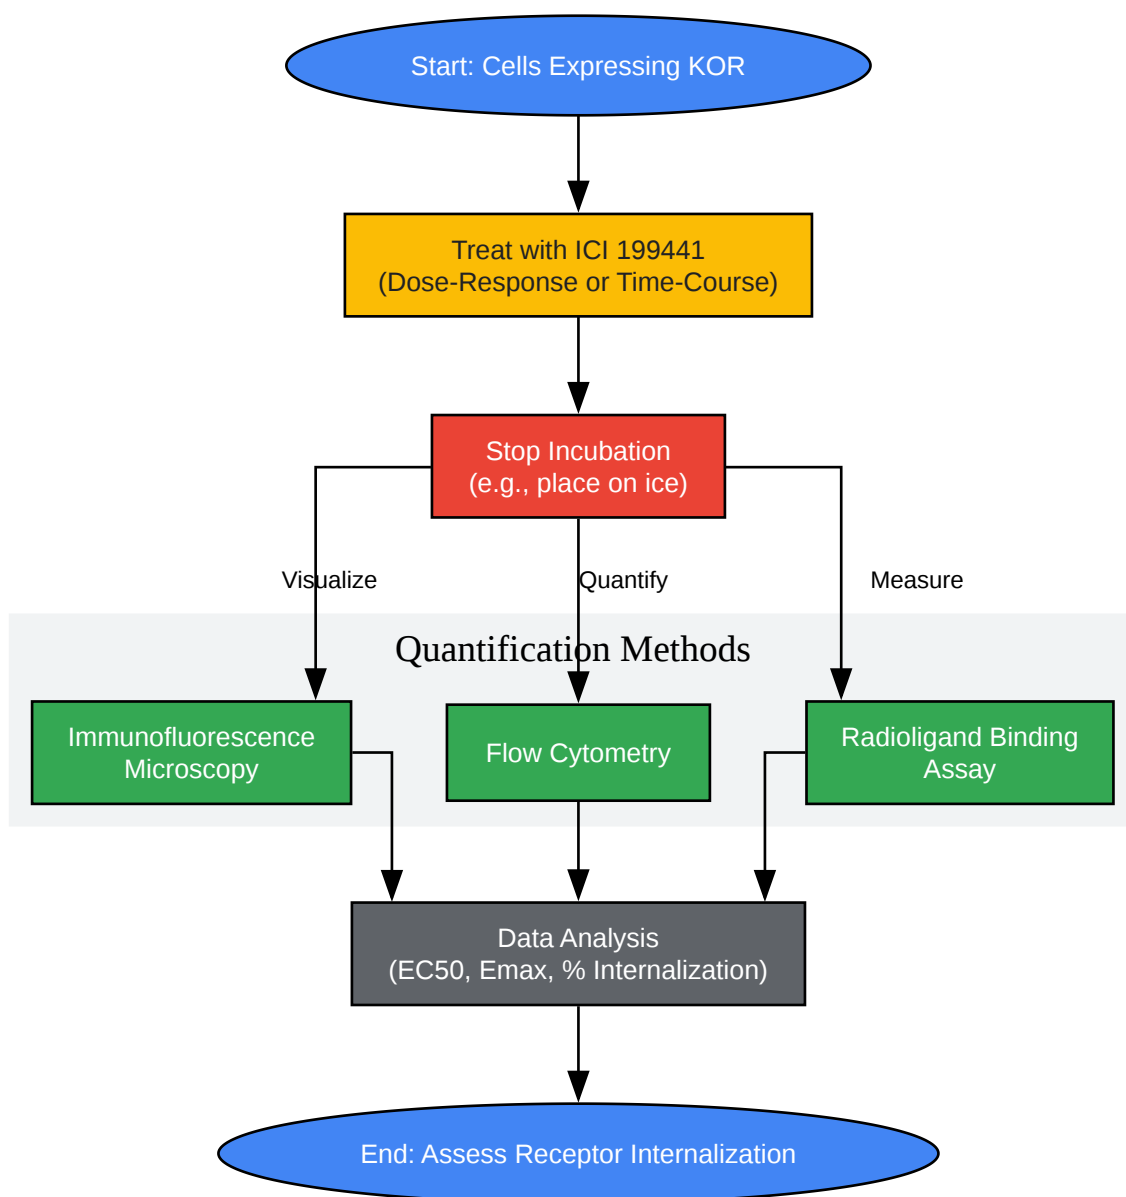 Start: Cells Expressing KOR
Treat with ICI 199441
(Dose-Response or Time-Course)
Stop Incubation
(e.g., place on ice)
Visualize
Quantify
Measure
Quantification Methods
Immunofluorescence
Microscopy
Flow Cytometry
Radioligand Binding
Assay
Data Analysis
(EC50, Emax, % Internalization)
End: Assess Receptor Internalization